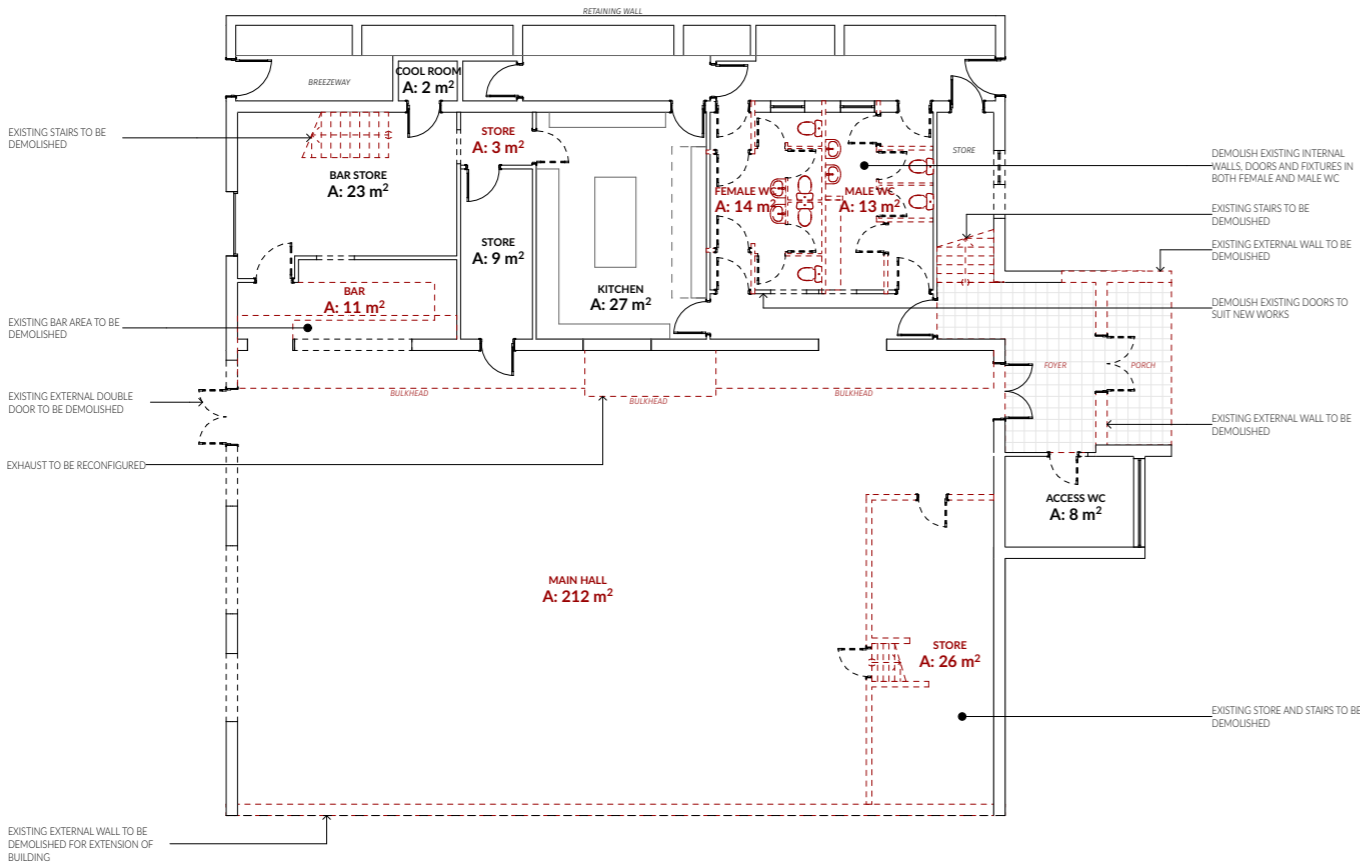 RETAINING WALL
BREEZEWAY
COOL ROOM
A: 2 m²
EXISTING STAIRS TO BE
DEMOLISHED
STORE
A: 3 m²
BAR STORE
A: 23 m²
STORE
DEMOLISH EXISTING INTERNAL
WALLS, DOORS AND FIXTURES IN
BOTH FEMALE AND MALE WC
FEMALE WC
A: 14 m²
MALE WC
A: 13 m²
EXISTING STAIRS TO BE
DEMOLISHED
STORE
A: 9 m²
EXISTING EXTERNAL WALL TO BE
DEMOLISHED
BAR
A: 11 m²
KITCHEN
A: 27 m²
DEMOLISH EXISTING DOORS TO
SUIT NEW WORKS
EXISTING BAR AREA TO BE
DEMOLISHED
FOYER
PORCH
EXISTING EXTERNAL DOUBLE
DOOR TO BE DEMOLISHED
BULKHEAD
BULKHEAD
BULKHEAD
EXISTING EXTERNAL WALL TO BE
DEMOLISHED
EXHAUST TO BE RECONFIGURED
ACCESS WC
A: 8 m²
MAIN HALL
A: 212 m²
STORE
A: 26 m²
EXISTING STORE AND STAIRS TO BE
DEMOLISHED
EXISTING EXTERNAL WALL TO BE
DEMOLISHED FOR EXTENSION OF
BUILDING